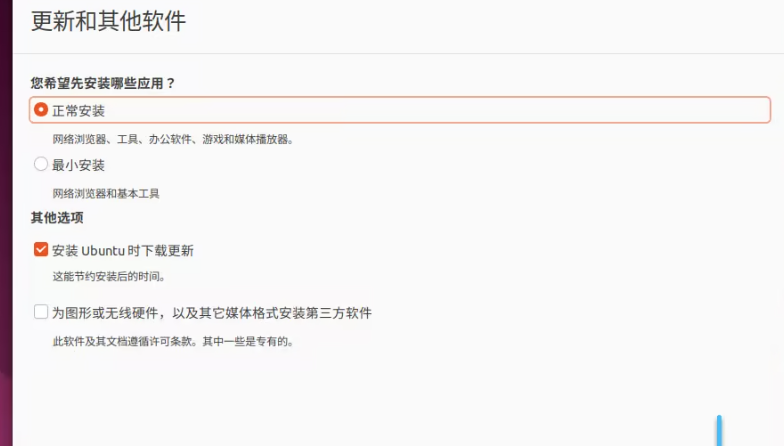 更新和其他软件
您希望先安装哪些应用？
正常安装
网络浏览器、工具、办公软件、游戏和媒体播放器。
最小安装
网络浏览器和基本工具
其他选项
安装 Ubuntu 时下载更新
这能节约安装后的时间。
为图形或无线硬件，以及其它媒体格式安装第三方软件
此软件及其文档遵循许可条款。其中一些是专有的。